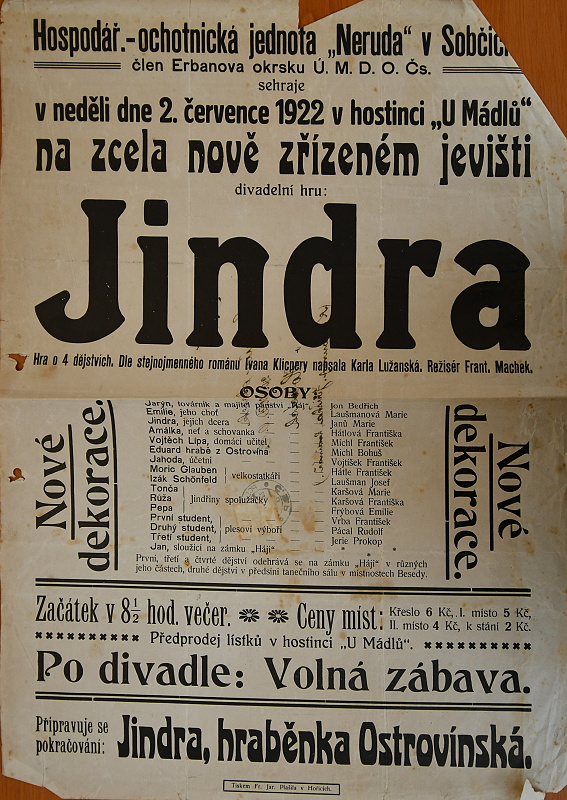 Hospodář.-ochotnická jednota „Neruda“ v
člen Erbanova okrsku Ú. M. D. O. Čs.
sehraje
v neděli dne 2. července 1922 v hostinci „U Mádlů“
na zcela nově zřízeném jevišti
divadelní hru:
Jindra
Hra o 4 dějstvích. Dle stejnojmenného románu Ivana Klicpery napsala Karla Lužanská. Režisér Frant. Machek.
OSOBY:
Jarýn, továrník a majitel panství „Háj“ Jon Bedřich
Emilie, jeho choť Laušmanová Marie
Jindra, jejich dcera Janů Marie
Amálka, neť a schovanka Hátlová Františka
Vojtěch Lípa, domácí učitel Michl František
Eduard hrabě z Ostrovína Michl Bohuš
Jahoda, účetní Vojtíšek František
Moric Glauben Hátle František
Izák Schönfeld velkostatkáři Laušman Josef
Tonča Karšová Marie
Růža Jindřiny spolužačky Karšová Františka
Pepa Frýbová Emilie
První student, Vrba František
Druhý student, plesoví výboři Pácal Rudolf
Třetí student, Jerie Prokop
Jan, sloužící na zámku „Háji“
Nové dekorace.
Nové dekorace.
První, třetí a čtvrté dějství odehrává se na zámku „Háji“ v různých
jeho částech, druhé dějství v předsíni tanečního sálu v místnostech Besedy.
Začátek v 8½ hod. večer. Ceny míst: Křeslo 6 Kč, I. místo 5 Kč,
II. místo 4 Kč, k stání 2 Kč.
Předprodej lístků v hostinci „U Mádlů“.
Po divadle: Volná zábava.
Připravuje se pokračování: Jindra, hraběnka Ostrovínská.
Tiskem Fr. Jar. Plašila v Hořicích.